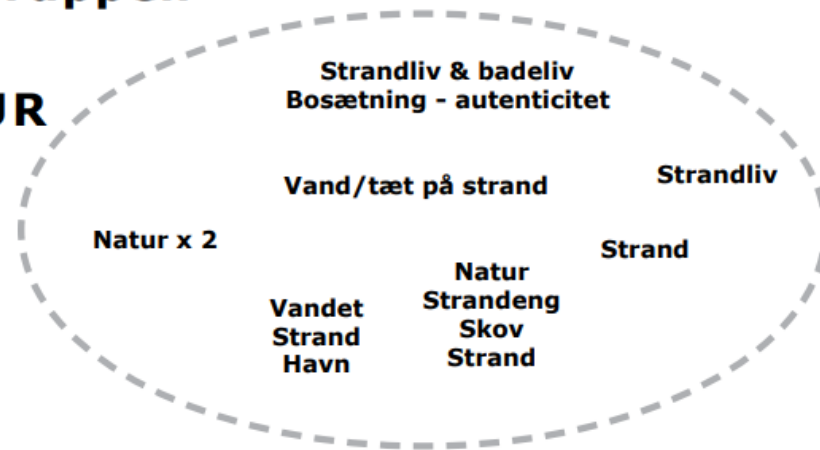 UR
Strandliv & badeliv
Bosætning - autenticitet
Vand/tæt på strand
Strandliv
Natur x 2
Strand
Natur
Strandeng
Skov
Strand
Vandet
Strand
Havn